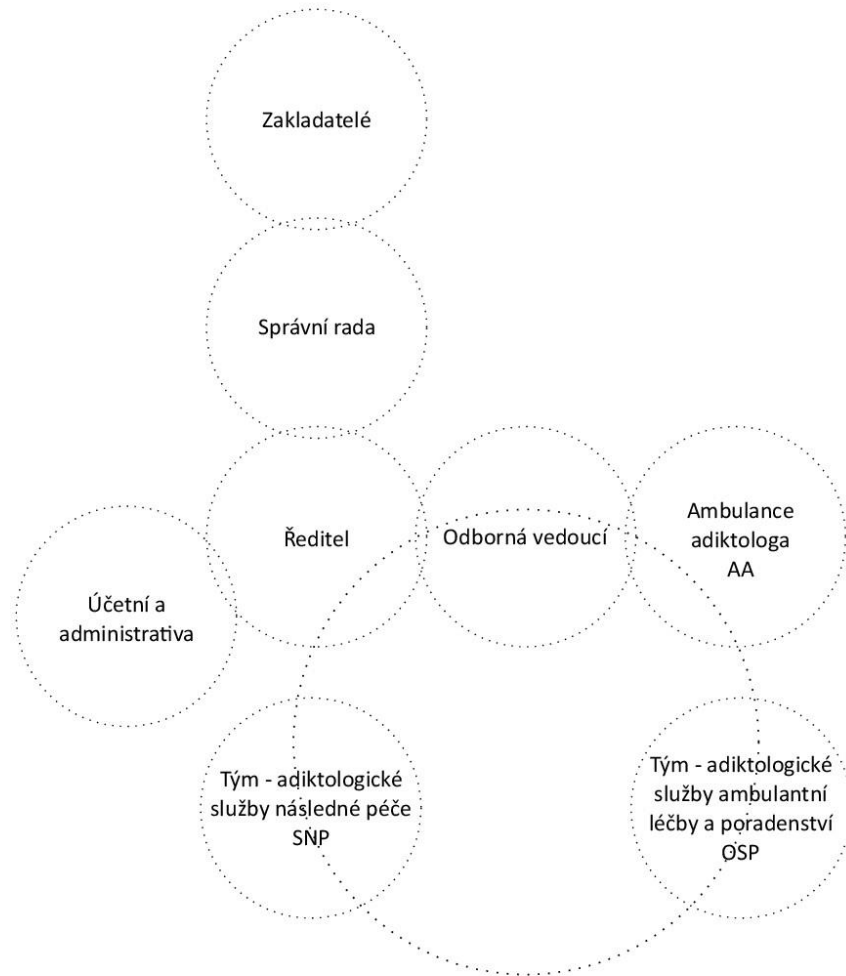 Zakladatelé
Správní rada
Ředitel
Odborná vedoucí
Ambulance
adiktologa
AA
Účetní a
administrativa
Tým - adiktologické
služby následné péče
SNP
Tým - adiktologické
služby ambulantní
léčby a poradenství
OSP